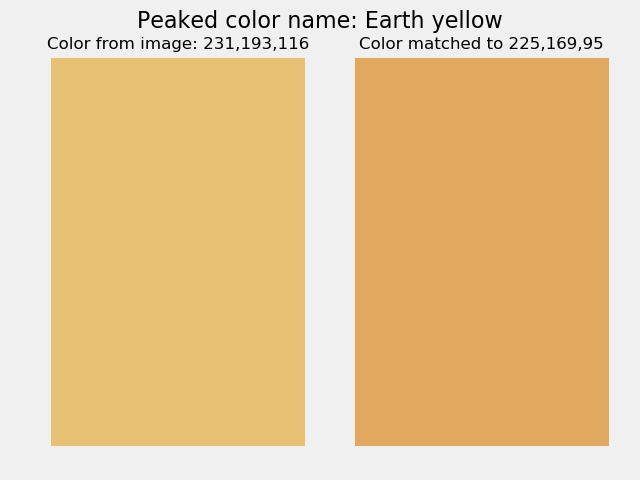 Peaked color name: Earth yellow
Color from image: 231,193,116
Color matched to 225,169,95